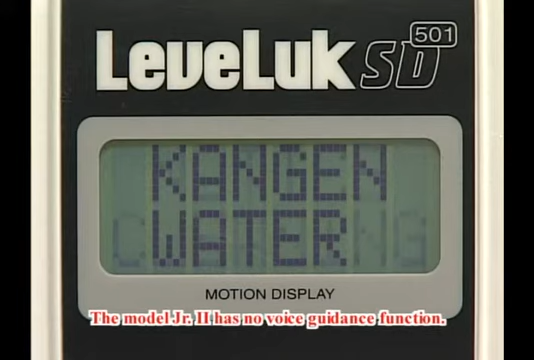 LeveLuk SD 501
KANGEN
WATER
MOTION DISPLAY
The model Jr. II has no voice guidance function.